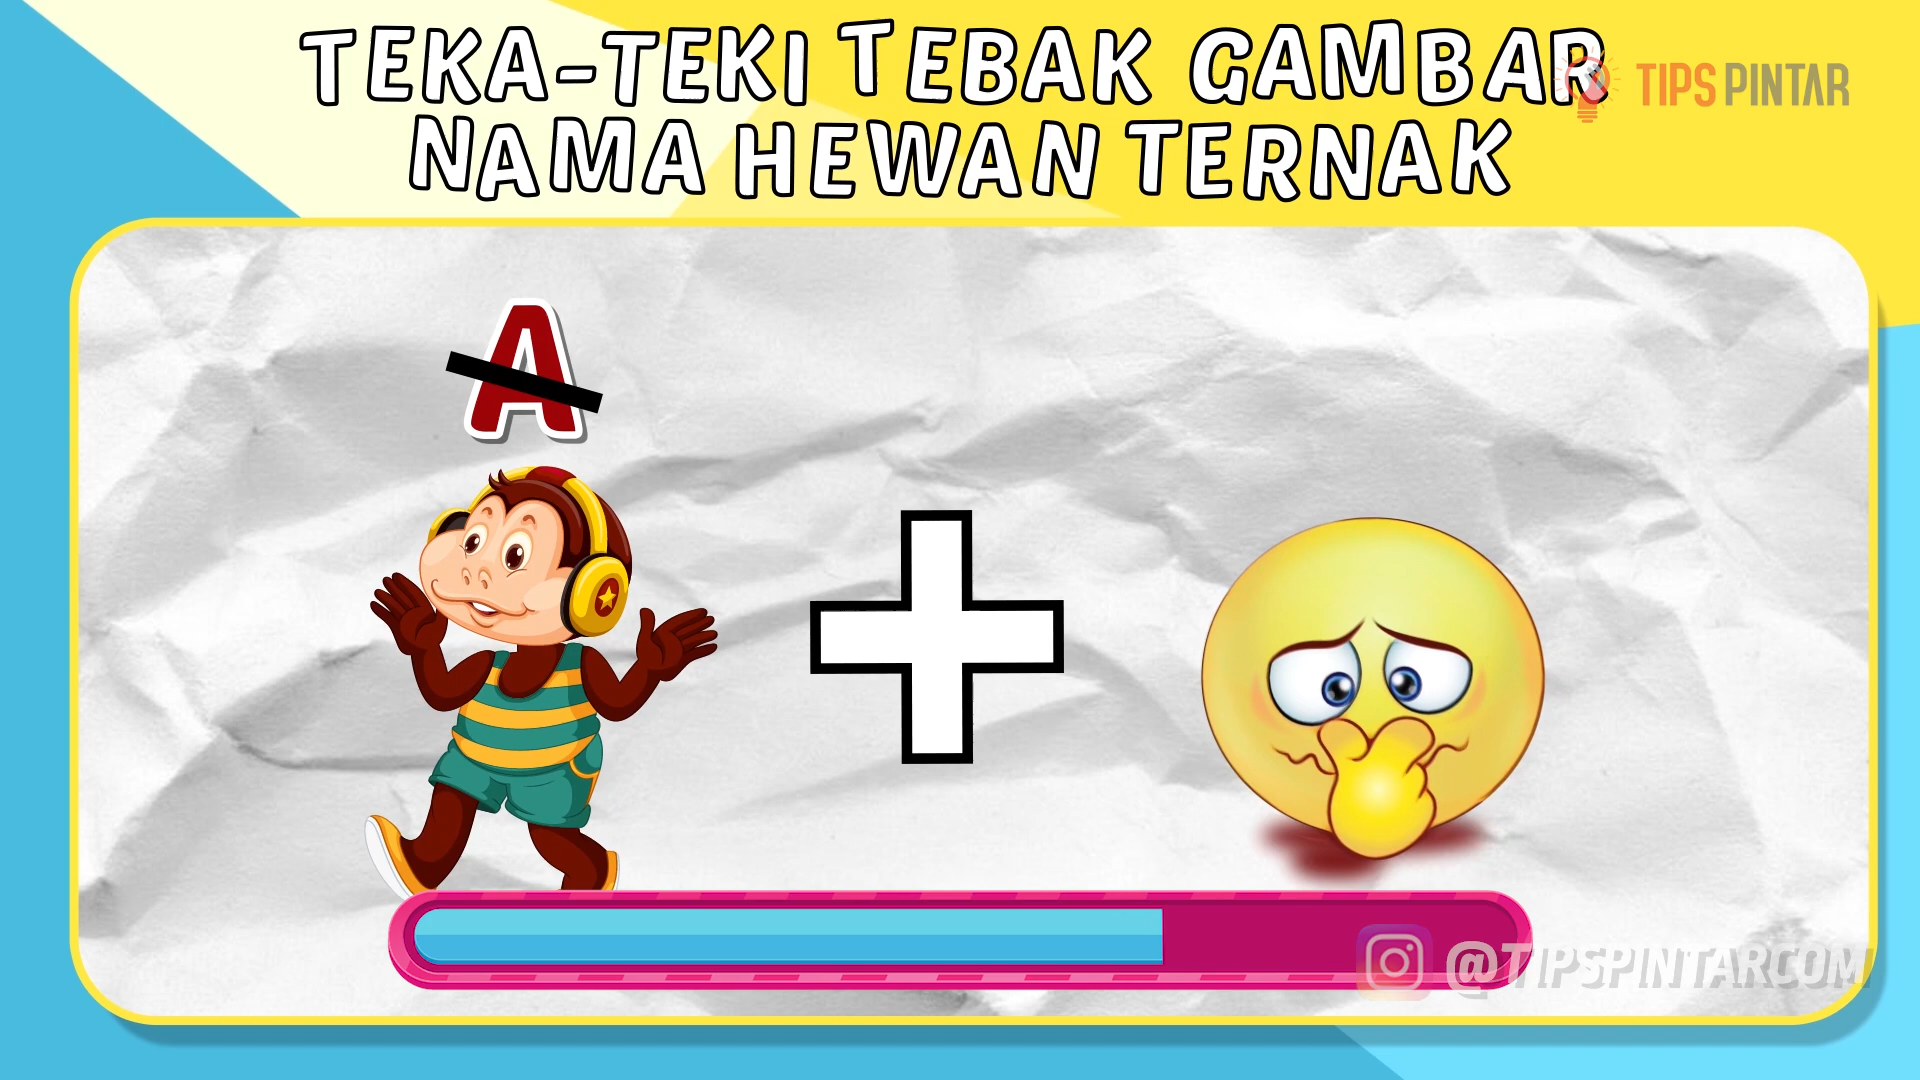 TEKA-TEKI TEBAK GAMBAR
TIPS PINTAR
NAMA HEWAN TERNAK
A
@TIPSPINTARCOM